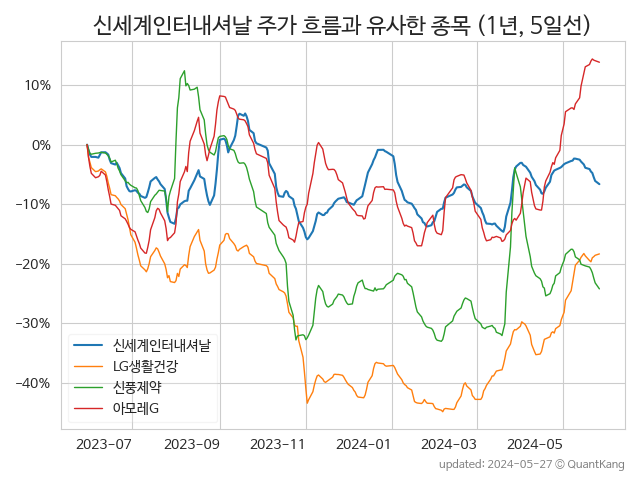 신세계인터내셔날 주가 흐름과 유사한 종목 (1년, 5일선)
10%
0%
−10%
−20%
−30%
−40%
신세계인터내셔날
LG생활건강
신풍제약
아모레G
2023-07 2023-09 2023-11 2024-01 2024-03 2024-05
updated: 2024-05-27 © QuantKang